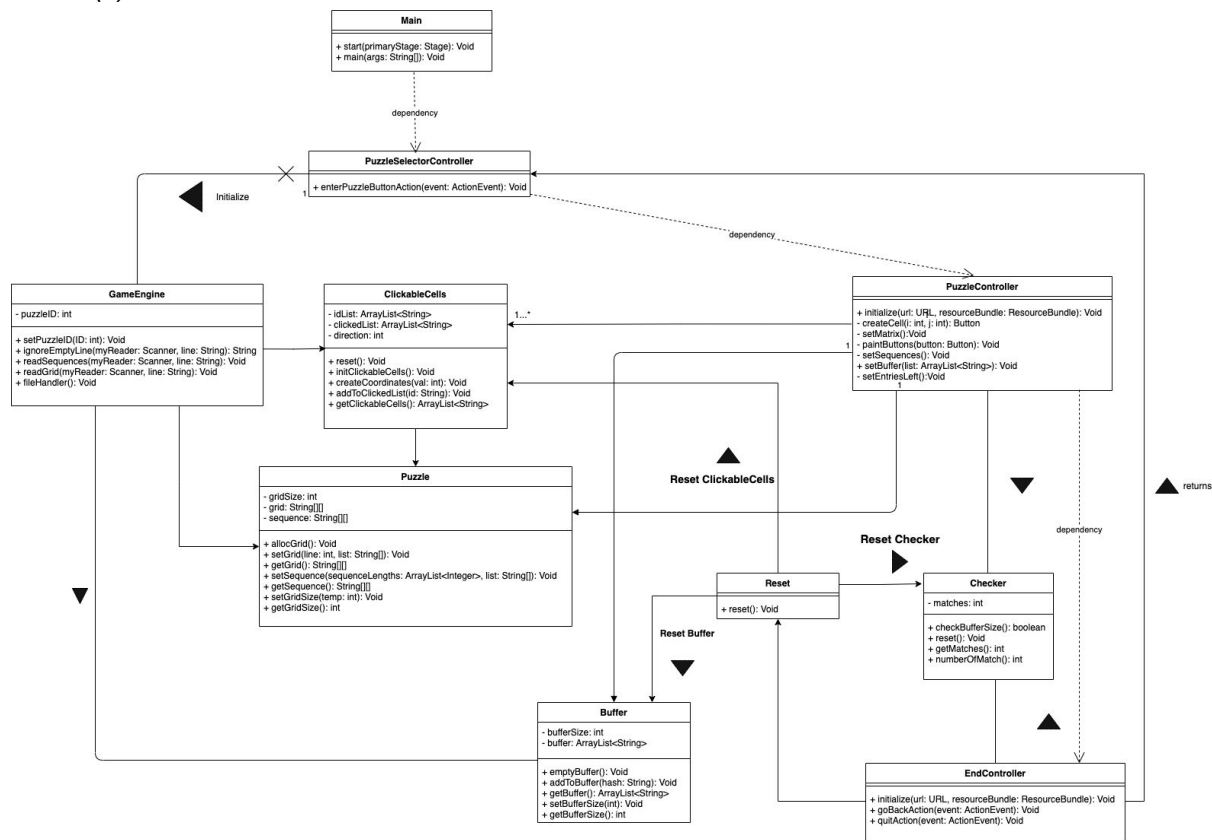 Main
+ start(primaryStage: Stage): Void
+ main(args: String[]): Void
dependency
PuzzleSelectorController
+ enterPuzzleButtonAction(event: ActionEvent): Void
1
Initialize
dependency
GameEngine
- puzzleID: int
+ setPuzzleID(ID: int): Void
+ ignoreEmptyLine(myReader: Scanner, line: String): String
+ readSequences(myReader: Scanner, line: String): Void
+ readGrid(myReader: Scanner, line: String): Void
+ fileHandler(): Void
ClickableCells
- idList: ArrayList<String>
- clickedList: ArrayList<String>
- direction: int
+ reset(): Void
+ initClickableCells(): Void
+ createCoordinates(val: int): Void
+ addToClickedList(id: String): Void
+ getClickableCells(): ArrayList<String>
1...*
PuzzleController
+ initialize(url: URL, resourceBundle: ResourceBundle): Void
- createCell(i: int, j: int): Button
- setMatrix():Void
- paintButtons(button: Button): Void
- setSequences(): Void
+ setBuffer(list: ArrayList<String>): Void
- setEntriesLeft():Void
1
1
Puzzle
- gridSize: int
- grid: String[][]
- sequence: String[][]
+ allocGrid(): Void
+ setGrid(line: int, list: String[]): Void
+ getGrid(): String[][]
+ setSequence(sequenceLengths: ArrayList<Integer>, list: String[]): Void
+ getSequence(): String[][]
+ setGridSize(temp: int): Void
+ getGridSize(): int
Reset ClickableCells
returns
dependency
Reset Checker
Reset
+ reset(): Void
Checker
- matches: int
+ checkBufferSize(): boolean
+ reset(): Void
+ getMatches(): int
+ numberOfMatch(): int
Reset Buffer
Buffer
- bufferSize: int
- buffer: ArrayList<String>
+ emptyBuffer(): Void
+ addToBuffer(hash: String): Void
+ getBuffer(): ArrayList<String>
+ setBufferSize(int): Void
+ getBufferSize(): int
EndController
+ initialize(url: URL, resourceBundle: ResourceBundle): Void
+ goBackAction(event: ActionEvent): Void
+ quitAction(event: ActionEvent): Void